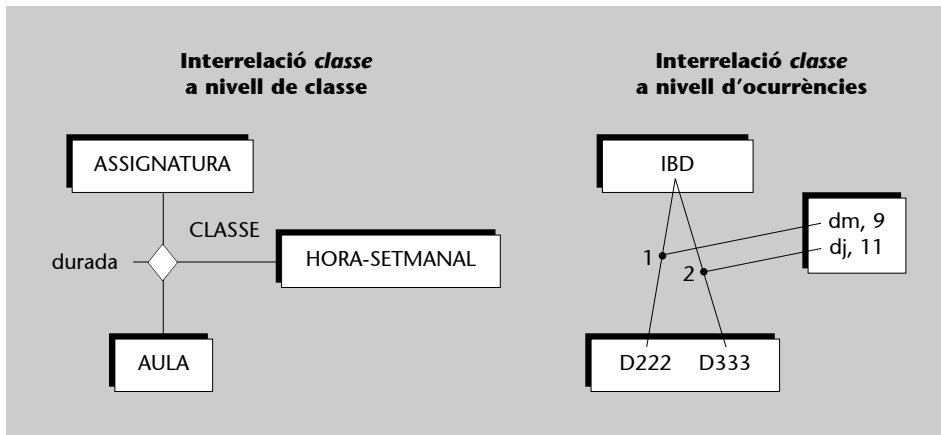 Interrelació classe
a nivell de classe
ASSIGNATURA
CLASSE
durada
HORA-SETMANAL
AULA
Interrelació classe
a nivell d’ocurrències
IBD
dm, 9
dj, 11
1
2
D222 D333